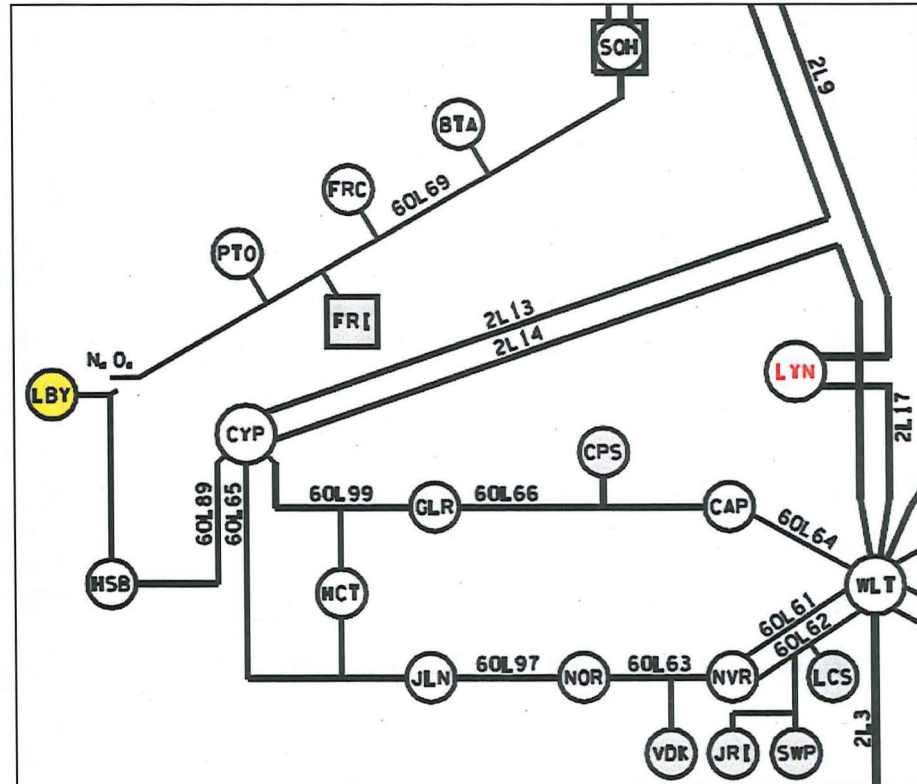 SQH
2L9
BTA
FRC
60L69
PTO
FRI
2L13
2L14
N.O.
LBY
LYN
2L17
CYP
CPS
60L89
60L65
60L99
GLR
60L66
CAP
60L64
HSB
HCT
WLT
60L61
60L62
JLN
60L97
NOR
60L63
NVR
LCS
2L3
VDK
JRI
SWP